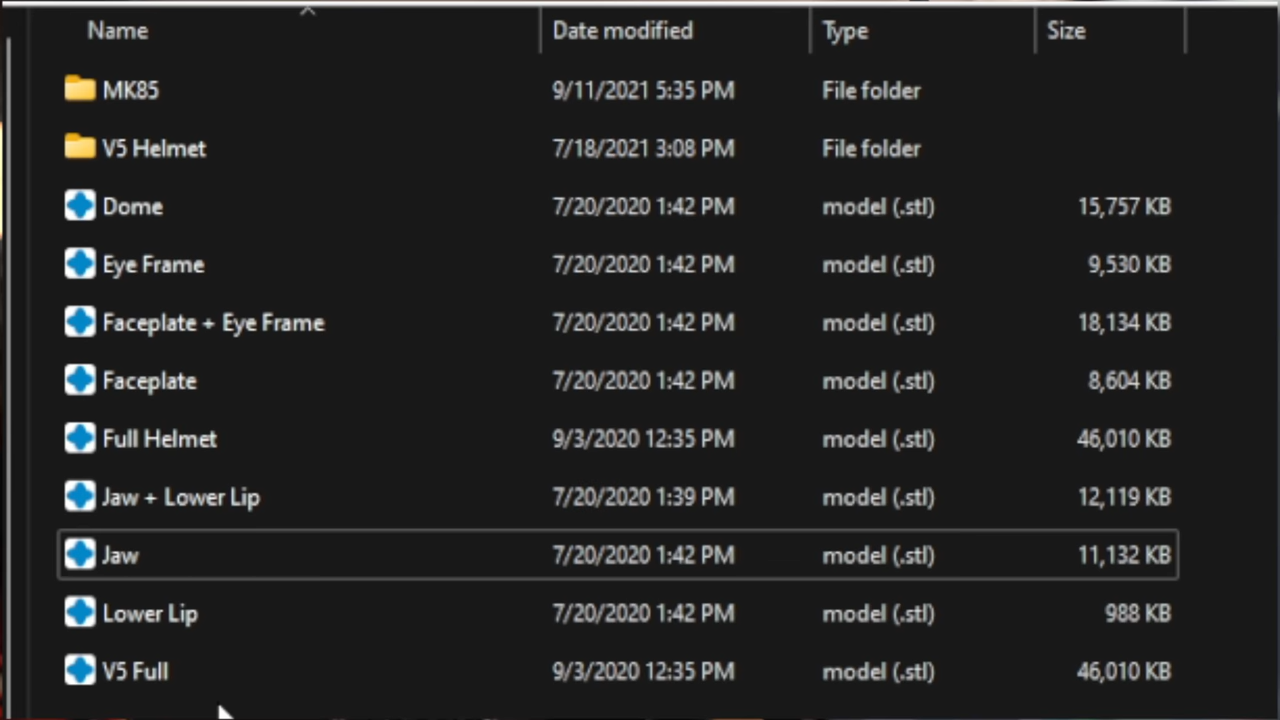 Name Date modified Type Size
MK85 9/11/2021 5:35 PM File folder
V5 Helmet 7/18/2021 3:08 PM File folder
Dome 7/20/2020 1:42 PM model (.stl) 15,757 KB
Eye Frame 7/20/2020 1:42 PM model (.stl) 9,530 KB
Faceplate + Eye Frame 7/20/2020 1:42 PM model (.stl) 18,134 KB
Faceplate 7/20/2020 1:42 PM model (.stl) 8,604 KB
Full Helmet 9/3/2020 12:35 PM model (.stl) 46,010 KB
Jaw + Lower Lip 7/20/2020 1:39 PM model (.stl) 12,119 KB
Jaw 7/20/2020 1:42 PM model (.stl) 11,132 KB
Lower Lip 7/20/2020 1:42 PM model (.stl) 988 KB
V5 Full 9/3/2020 12:35 PM model (.stl) 46,010 KB